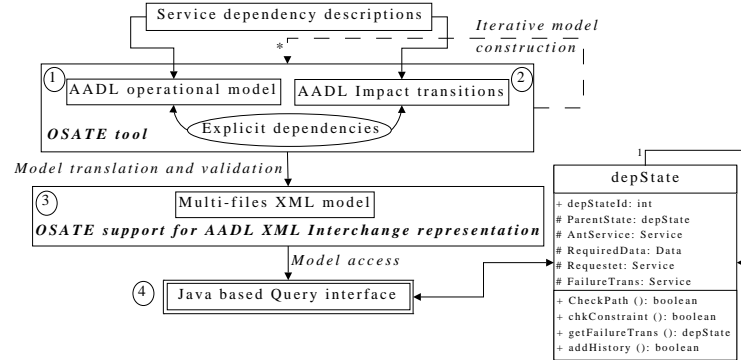 Service dependency descriptions
Iterative model
construction
*
1
2
AADL operational model
AADL Impact transitions
Explicit dependencies
OSATE tool
Model translation and validation
3
Multi-files XML model
OSATE support for AADL XML Interchange representation
Model access
4
Java based Query interface
1
depState
+ depStateId: int
# ParentState: depState
# AntService: Service
# RequiredData: Data
# Requestet: Service
# FailureTrans: Service
+ CheckPath (): boolean
+ chkConstraint (): boolean
+ getFailureTrans (): depState
+ addHistory (): boolean